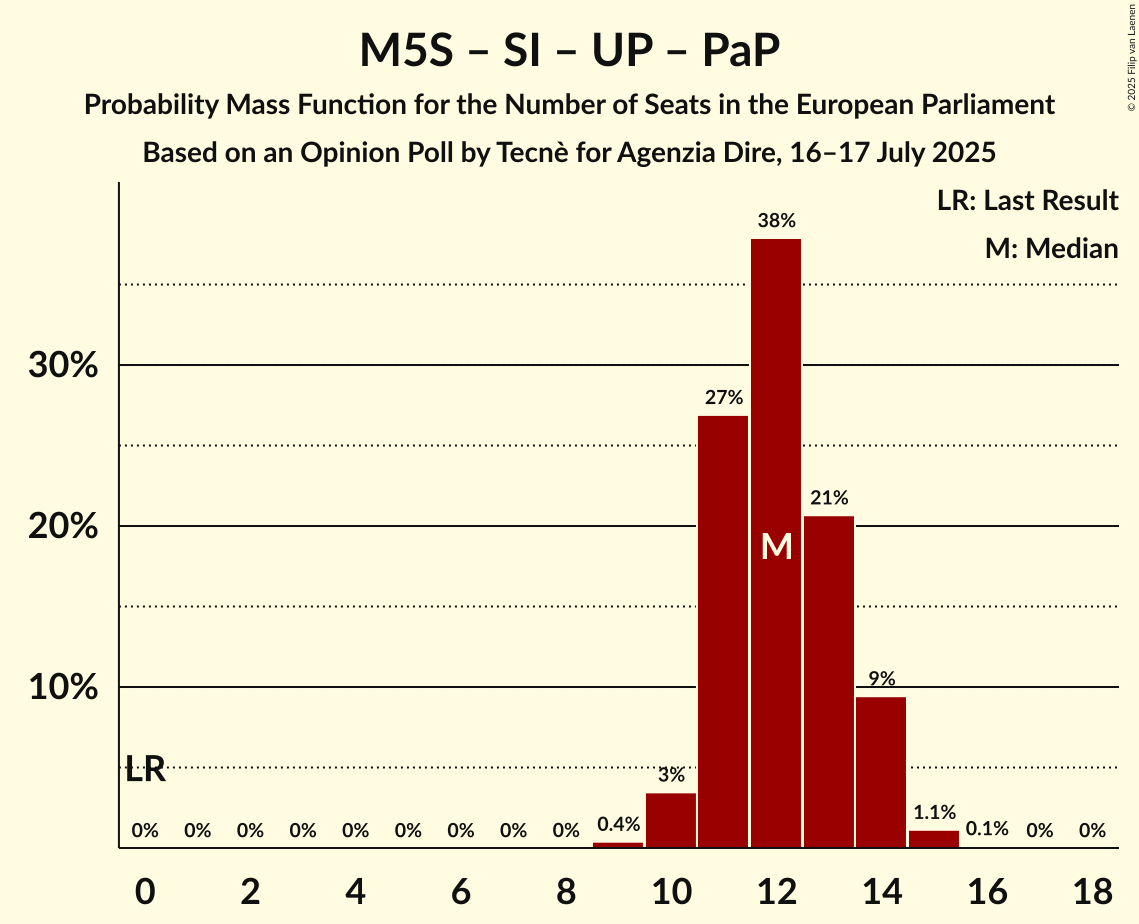 M5S – SI – UP – PaP
Probability Mass Function for the Number of Seats in the European Parliament
Based on an Opinion Poll by Tecnè for Agenzia Dire, 16–17 July 2025
© 2025 Filip van Laenen
LR: Last Result
M: Median
38%
30%
27%
21%
20%
M
10%
9%
LR
3%
0% 0% 0% 0% 0% 0% 0% 0% 0% 0.4% 1.1% 0.1% 0% 0%
0 2 4 6 8 10 12 14 16 18